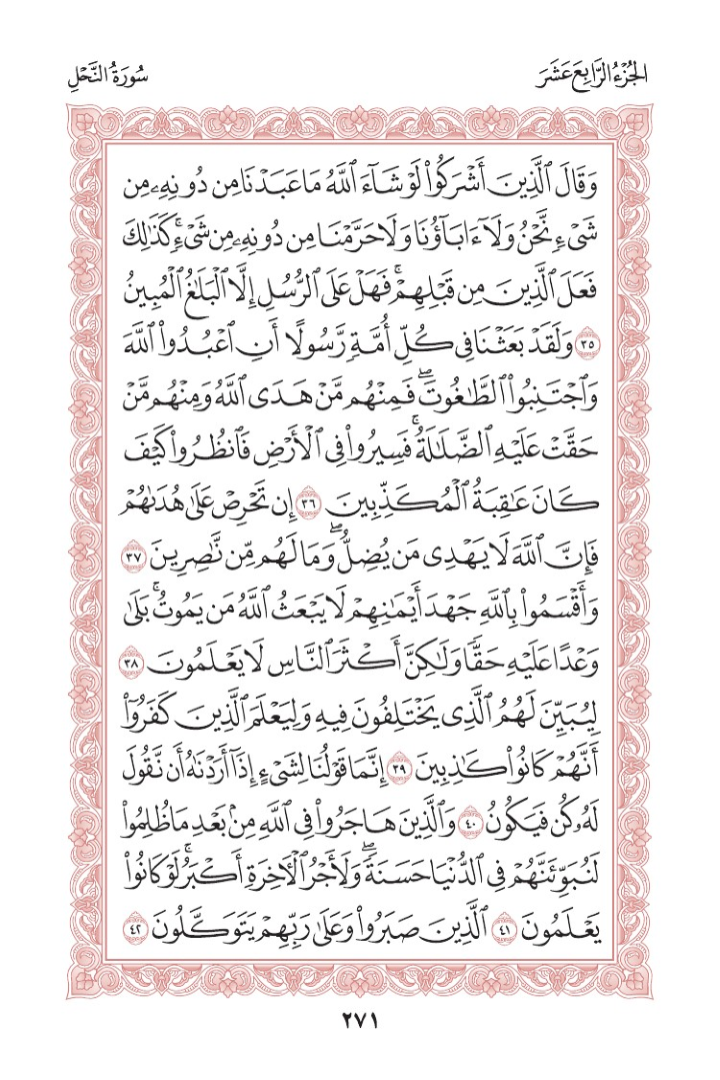 الجُزْءُ الرَّابِعَ عَشَرَ
سُورَةُ النَّحْلِ
وَقَالَ ٱلَّذِينَ أَشْرَكُوا۟ لَوْ شَآءَ ٱللَّهُ مَا عَبَدْنَا مِن دُونِهِۦ مِن
شَىْءٍ نَّحْنُ وَلَآ ءَابَآؤُنَا وَلَا حَرَّمْنَا مِن دُونِهِۦ مِن شَىْءٍ ۚ كَذَٰلِكَ
فَعَلَ ٱلَّذِينَ مِن قَبْلِهِمْ ۚ فَهَلْ عَلَى ٱلرُّسُلِ إِلَّا ٱلْبَلَٰغُ ٱلْمُبِينُ
٣٥ وَلَقَدْ بَعَثْنَا فِى كُلِّ أُمَّةٍ رَّسُولًا أَنِ ٱعْبُدُوا۟ ٱللَّهَ
وَٱجْتَنِبُوا۟ ٱلطَّٰغُوتَ ۖ فَمِنْهُم مَّنْ هَدَى ٱللَّهُ وَمِنْهُم مَّنْ
حَقَّتْ عَلَيْهِ ٱلضَّلَٰلَةُ ۚ فَسِيرُوا۟ فِى ٱلْأَرْضِ فَٱنظُرُوا۟ كَيْفَ
كَانَ عَٰقِبَةُ ٱلْمُكَذِّبِينَ ٣٦ إِن تَحْرِصْ عَلَىٰ هُدَىٰهُمْ
فَإِنَّ ٱللَّهَ لَا يَهْدِى مَن يُضِلُّ ۖ وَمَا لَهُم مِّن نَّٰصِرِينَ ٣٧
وَأَقْسَمُوا۟ بِٱللَّهِ جَهْدَ أَيْمَٰنِهِمْ لَا يَبْعَثُ ٱللَّهُ مَن يَمُوتُ ۚ بَلَىٰ
وَعْدًا عَلَيْهِ حَقًّا وَلَٰكِنَّ أَكْثَرَ ٱلنَّاسِ لَا يَعْلَمُونَ ٣٨
لِيُبَيِّنَ لَهُمُ ٱلَّذِى يَخْتَلِفُونَ فِيهِ وَلِيَعْلَمَ ٱلَّذِينَ كَفَرُوٓا۟
أَنَّهُمْ كَانُوا۟ كَٰذِبِينَ ٣٩ إِنَّمَا قَوْلُنَا لِشَىْءٍ إِذَآ أَرَدْنَٰهُ أَن نَّقُولَ
لَهُۥ كُن فَيَكُونُ ٤٠ وَٱلَّذِينَ هَاجَرُوا۟ فِى ٱللَّهِ مِنۢ بَعْدِ مَا ظُلِمُوا۟
لَنُبَوِّئَنَّهُمْ فِى ٱلدُّنْيَا حَسَنَةً ۖ وَلَأَجْرُ ٱلْـَٔاخِرَةِ أَكْبَرُ ۚ لَوْ كَانُوا۟
يَعْلَمُونَ ٤١ ٱلَّذِينَ صَبَرُوا۟ وَعَلَىٰ رَبِّهِمْ يَتَوَكَّلُونَ ٤٢
٢٧١